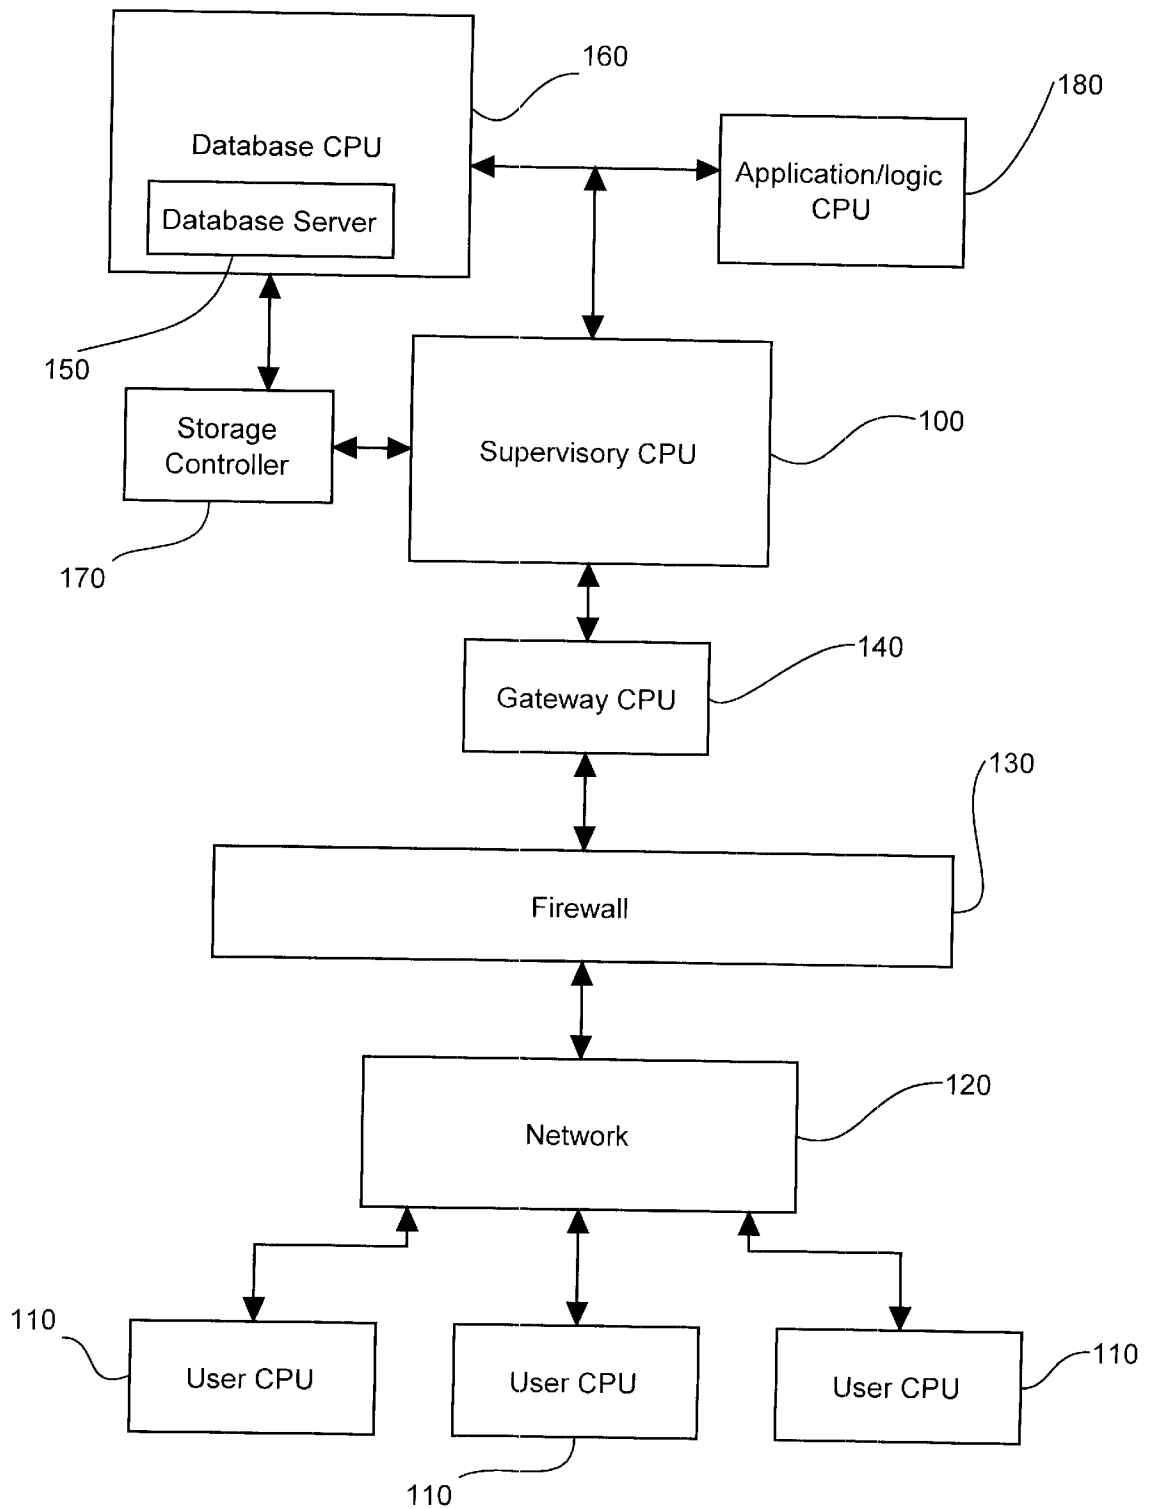 160
180
Database CPU
Application/logic
CPU
Database Server
150
Storage
Controller
Supervisory CPU
100
170
140
Gateway CPU
130
Firewall
120
Network
110
User CPU
User CPU
User CPU
110
110